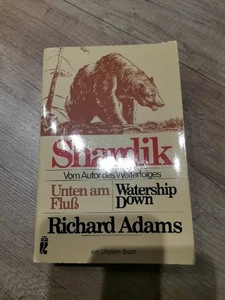 Shardik
Vom Autor des Welterfolges
Unten am Fluß
Watership Down
Richard Adams
ein Ullstein Buch